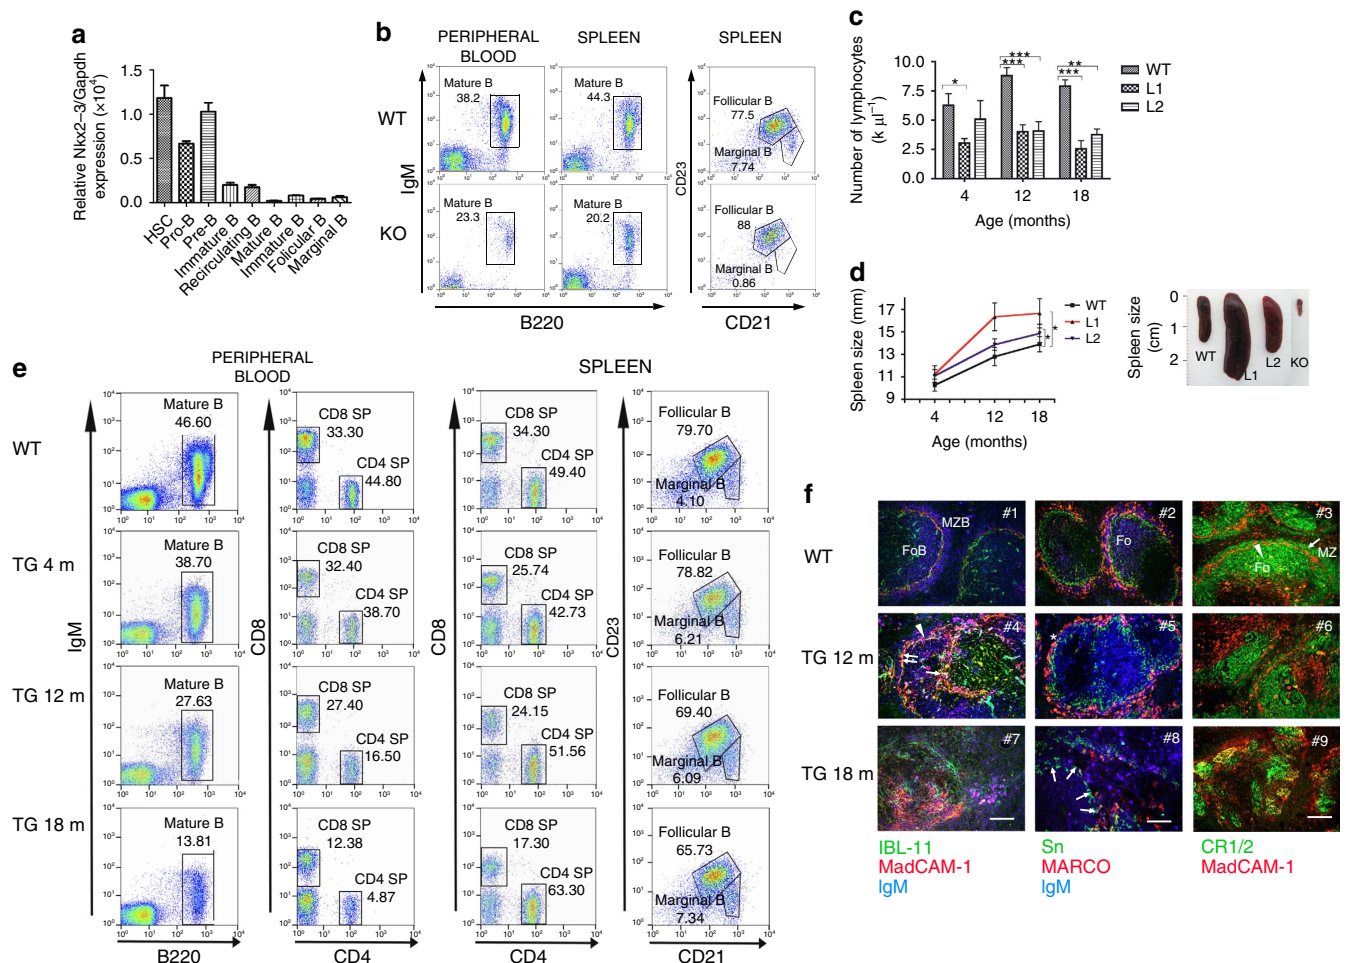 a
Relative Nkx2–3/Gapdh
expression (×10⁴)
1.5
1.0
0.5
0.0
HSC
Pro-B
Pre-B
Immature B
Recirculating B
Mature B
Immature B
Folicular B
Marginal B
b
PERIPHERAL
BLOOD
SPLEEN
SPLEEN
WT
KO
IgM
CD23
Mature B
38.2
Mature B
44.3
Follicular B
77.5
Marginal B
7.74
Mature B
23.3
Mature B
20.2
Follicular B
88
Marginal B
0.86
B220
CD21
c
Number of lymphocytes
(k µl⁻¹)
10.0
7.5
5.0
2.5
0.0
*
***
***
**
***
4
12
18
Age (months)
WT
L1
L2
d
Spleen size (mm)
17
15
13
11
9
4
12
18
Age (months)
WT
L1
L2
*
*
Spleen size
(cm)
0
1
2
WT
L1
L2
KO
e
PERIPHERAL
BLOOD
SPLEEN
WT
Mature B
46.60
CD8 SP
33.30
CD4 SP
44.80
CD8 SP
34.30
CD4 SP
49.40
Follicular B
79.70
Marginal B
4.10
TG 4 m
Mature B
38.70
CD8 SP
32.40
CD4 SP
38.70
CD8 SP
25.74
CD4 SP
42.73
Follicular B
78.82
Marginal B
6.21
IgM
CD8
CD8
CD23
TG 12 m
Mature B
27.63
CD8 SP
27.40
CD4 SP
16.50
CD8 SP
24.15
CD4 SP
51.56
Follicular B
69.40
Marginal B
6.09
TG 18 m
Mature B
13.81
CD8 SP
12.38
CD4 SP
4.87
CD8 SP
17.30
CD4 SP
63.30
Follicular B
65.73
Marginal B
7.34
B220
CD4
CD4
CD21
f
WT
#1
MZB
FoB
#2
Fo
#3
MZ
Fo
TG 12 m
#4
#5
*
#6
TG 18 m
#7
#8
#9
IBL-11
MadCAM-1
IgM
Sn
MARCO
IgM
CR1/2
MadCAM-1